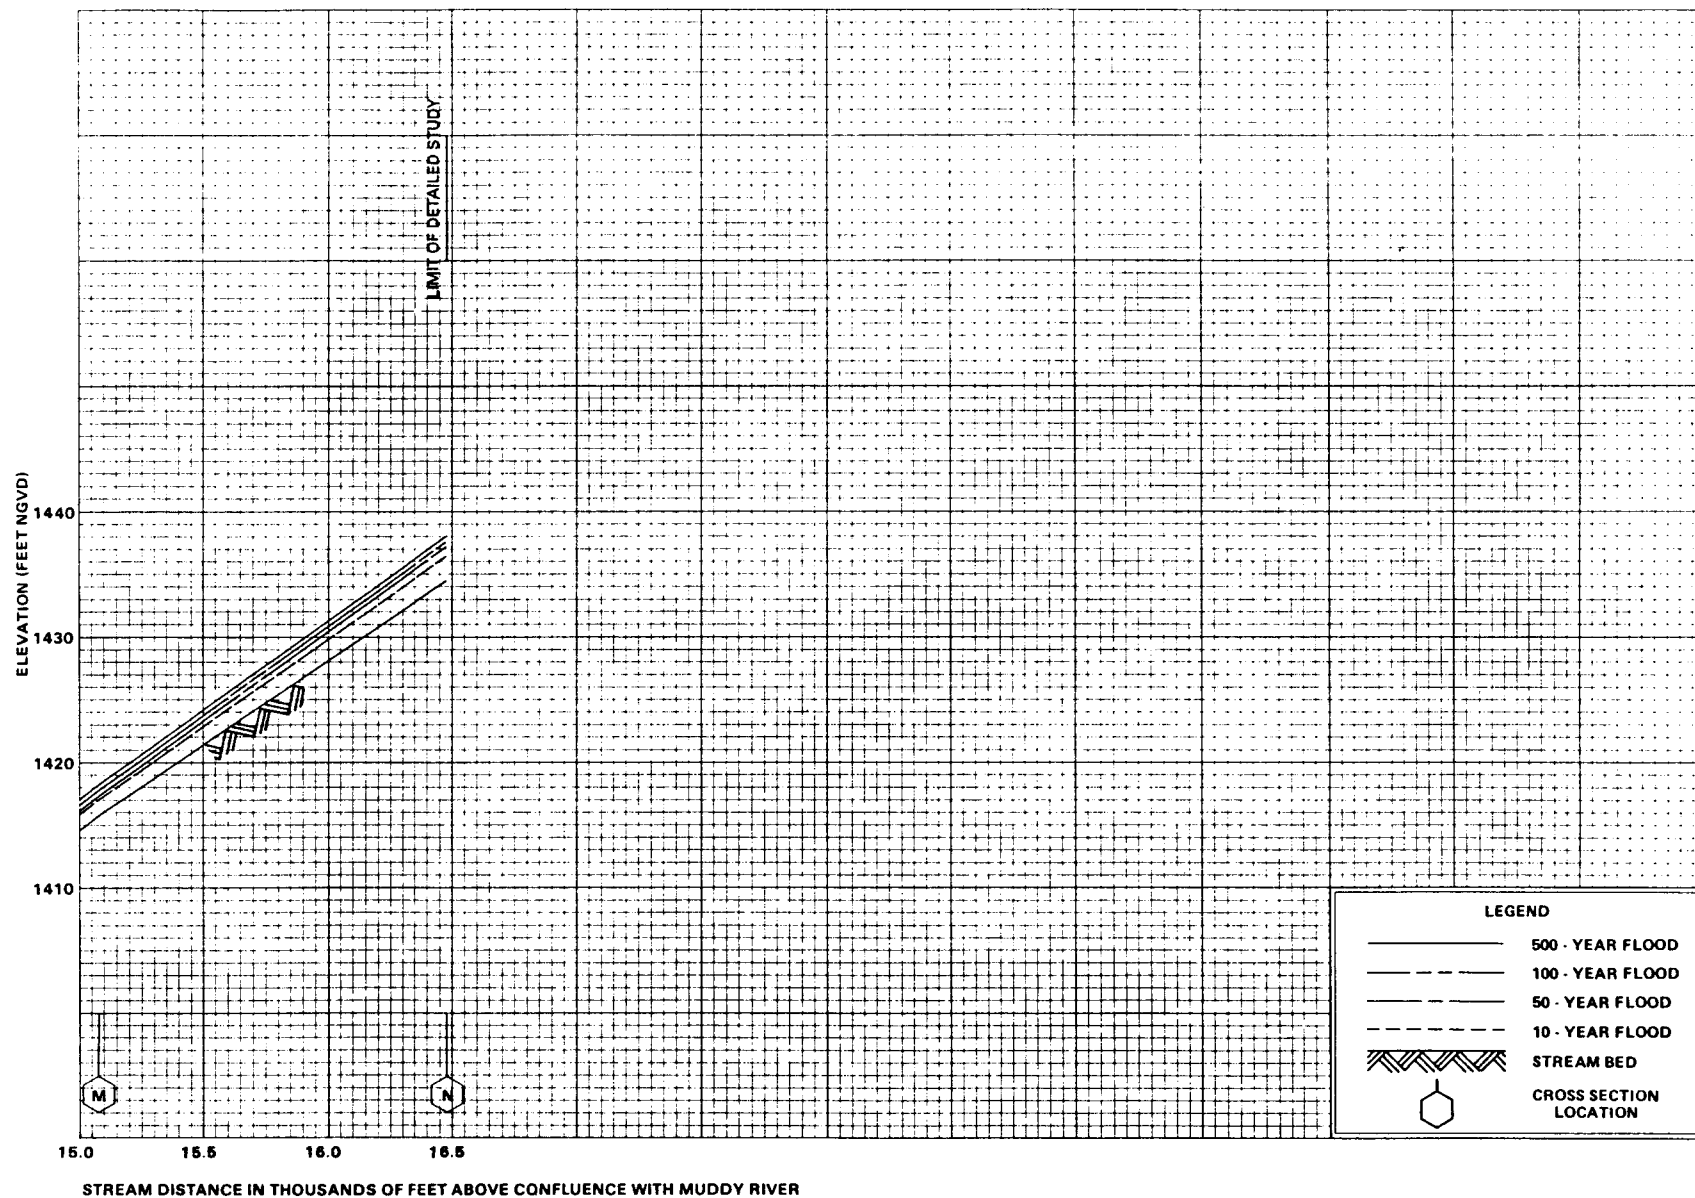 LIMIT OF DETAILED STUDY
ELEVATION (FEET NGVD)
1440
1430
1420
1410
M
N
15.0
15.5
16.0
16.5
STREAM DISTANCE IN THOUSANDS OF FEET ABOVE CONFLUENCE WITH MUDDY RIVER
LEGEND
500 - YEAR FLOOD
100 - YEAR FLOOD
50 - YEAR FLOOD
10 - YEAR FLOOD
STREAM BED
CROSS SECTION
LOCATION